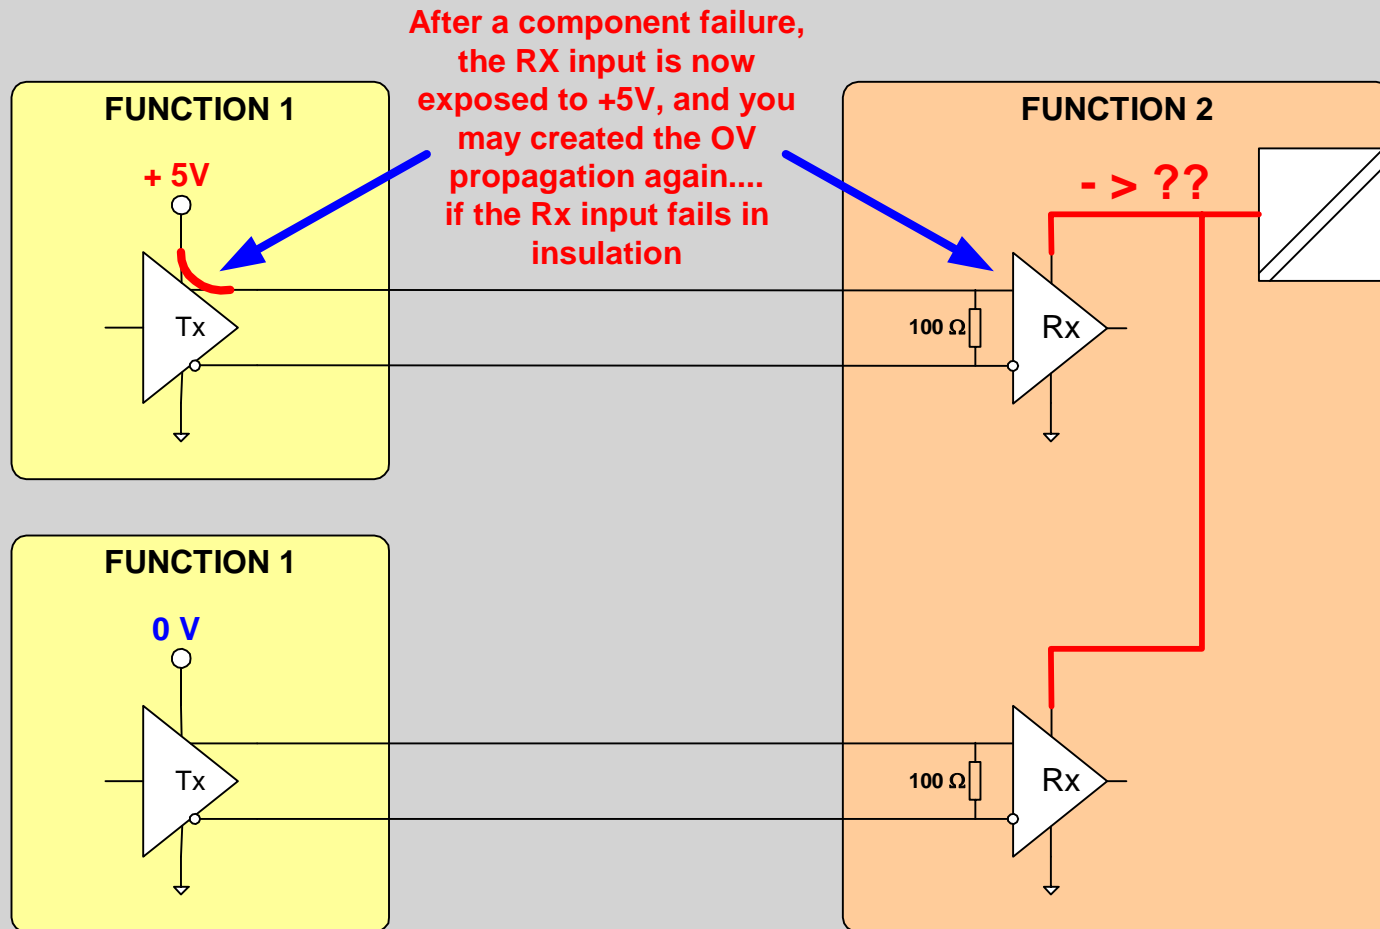 After a component failure,
the RX input is now
exposed to +5V, and you
may created the OV
propagation again....
if the Rx input fails in
insulation
FUNCTION 1
+ 5V
Tx
FUNCTION 2
- > ??
100 Ω
Rx
FUNCTION 1
0 V
Tx
100 Ω
Rx